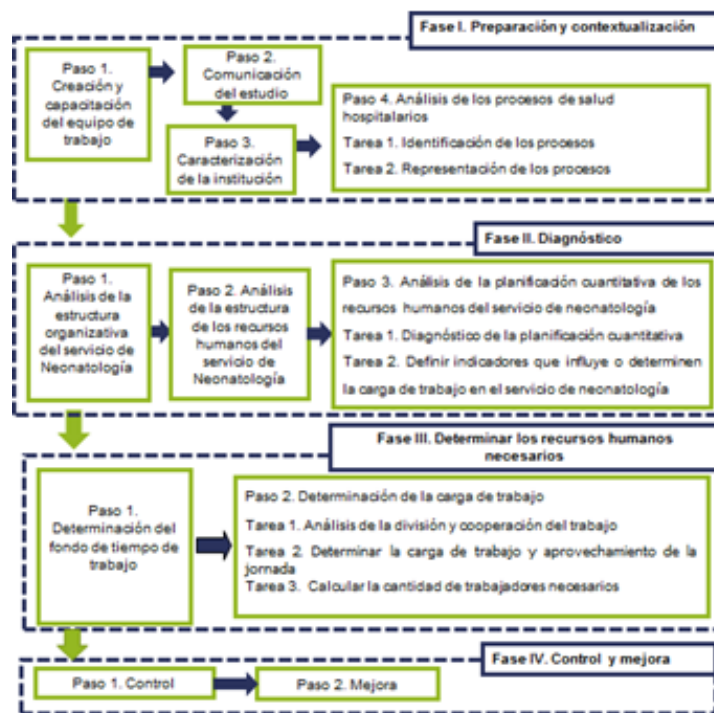 Fase I. Preparación y contextualización
Paso 1.
Creación y
capacitación
del equipo de
trabajo
Paso 2.
Comunicación
del estudio
Paso 3.
Caracterización
de la institución
Paso 4. Análisis de los procesos de salud
hospitalarios
Tarea 1. Identificación de los procesos
Tarea 2. Representación de los procesos
Fase II. Diagnóstico
Paso 1.
Análisis de la
estructura
organizativa
del servicio de
Neonatología
Paso 2. Análisis
de la estructura
de los recursos
humanos del
servicio de
Neonatología
Paso 3. Análisis de la planificación cuantitativa de los
recursos humanos del servicio de neonatología
Tarea 1. Diagnóstico de la planificación cuantitativa
Tarea 2. Definir indicadores que influye o determinen
la carga de trabajo en el servicio de neonatología
Fase III. Determinar los recursos humanos
necesarios
Paso 1.
Determinación del
fondo de tiempo de
trabajo
Paso 2. Determinación de la carga de trabajo
Tarea 1. Análisis de la división y cooperación del trabajo
Tarea 2. Determinar la carga de trabajo y aprovechamiento de la
jornada
Tarea 3. Calcular la cantidad de trabajadores necesarios
Fase IV. Control y mejora
Paso 1. Control
Paso 2. Mejora